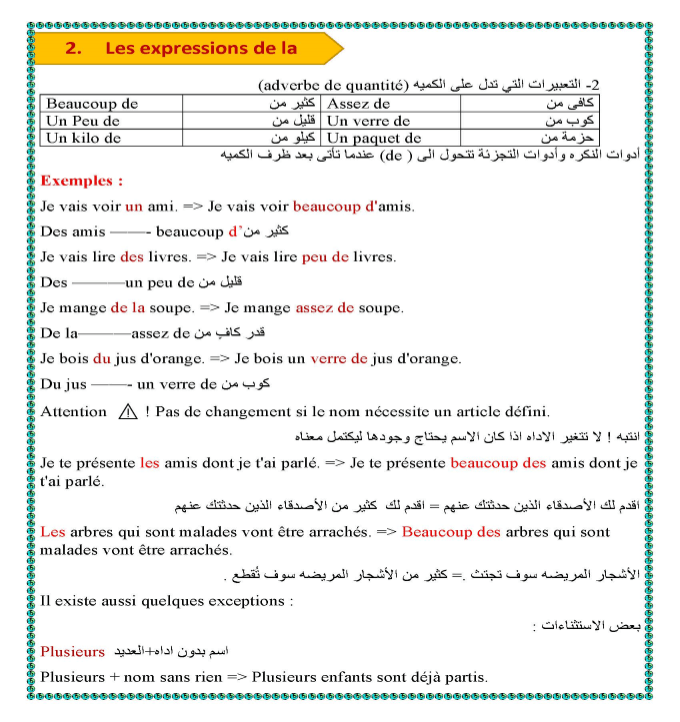 2. Les expressions de la
2- التعبيرات التي تدل على الكميه (adverbe de quantité)
Beaucoup de كثير من Assez de كافى من
Un Peu de قليل من Un verre de كوب من
Un kilo de كيلو من Un paquet de حزمة من
أدوات النكره وأدوات التجزئة تتحول الى ( de ) عندما تأتى بعد ظرف الكميه
Exemples :
Je vais voir un ami. => Je vais voir beaucoup d'amis.
Des amis ———- beaucoup d’ كثير من
Je vais lire des livres. => Je vais lire peu de livres.
Des ————un peu de قليل من
Je mange de la soupe. => Je mange assez de soupe.
De la————assez de قدر كاف من
Je bois du jus d'orange. => Je bois un verre de jus d'orange.
Du jus ———- un verre de كوب من
Attention ⚠ ! Pas de changement si le nom nécessite un article défini.
انتبه ! لا تتغير الاداه اذا كان الاسم يحتاج وجودها ليكتمل معناه
Je te présente les amis dont je t'ai parlé. => Je te présente beaucoup des amis dont je
t'ai parlé.
اقدم لك الأصدقاء الذين حدثتك عنهم = اقدم لك كثير من الأصدقاء الذين حدثتك عنهم
Les arbres qui sont malades vont être arrachés. => Beaucoup des arbres qui sont
malades vont être arrachés.
الأشجار المريضه سوف تجتث .= كثير من الأشجار المريضه سوف تُقطع .
Il existe aussi quelques exceptions :
بعض الاستثناءات :
Plusieurs اسم بدون اداه+العديد
Plusieurs + nom sans rien => Plusieurs enfants sont déjà partis.